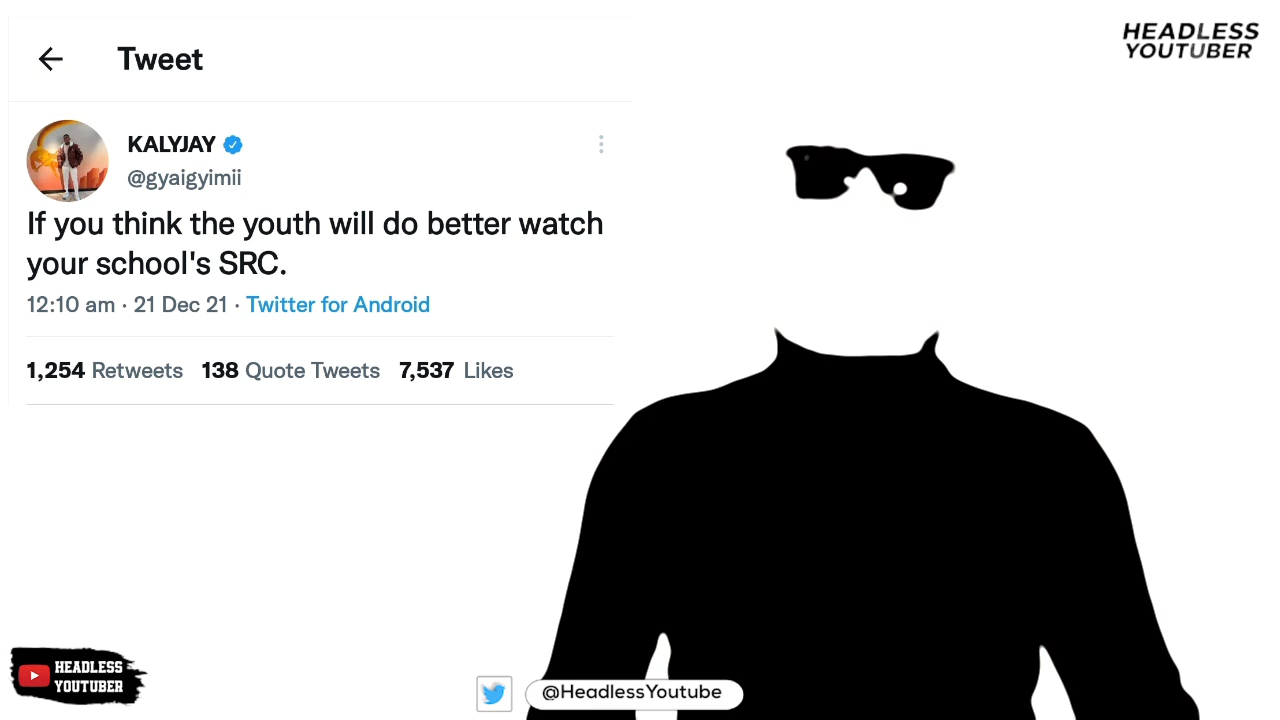 Tweet
HEADLESS
YOUTUBER
KALYJAY
@gyaigyimii
If you think the youth will do better watch
your school's SRC.
12:10 am · 21 Dec 21 · Twitter for Android
1,254 Retweets 138 Quote Tweets 7,537 Likes
HEADLESS
YOUTUBER
@HeadlessYoutube